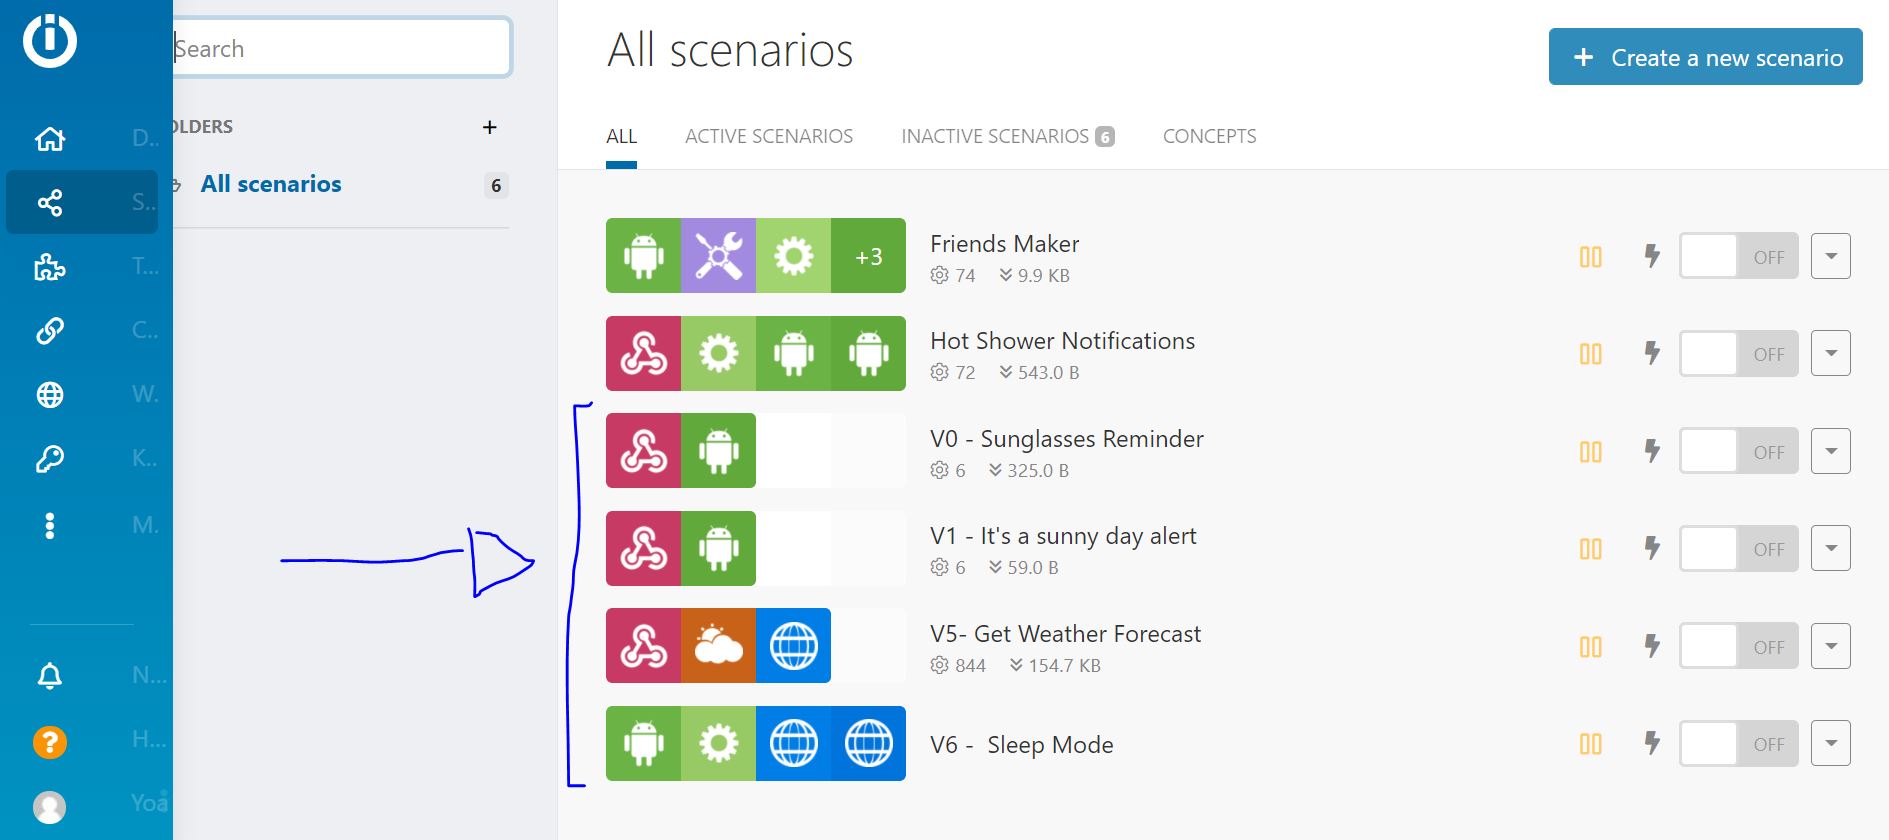 Search
OLDERS +
All scenarios 6
D..
S..
T...
C..
W.
K..
M.
N...
H...
Yoa
All scenarios
+ Create a new scenario
ALL ACTIVE SCENARIOS INACTIVE SCENARIOS 6 CONCEPTS
+3 Friends Maker
74 9.9 KB
OFF
Hot Shower Notifications
72 543.0 B
OFF
V0 - Sunglasses Reminder
6 325.0 B
OFF
V1 - It's a sunny day alert
6 59.0 B
OFF
V5- Get Weather Forecast
844 154.7 KB
OFF
V6 - Sleep Mode
OFF
?